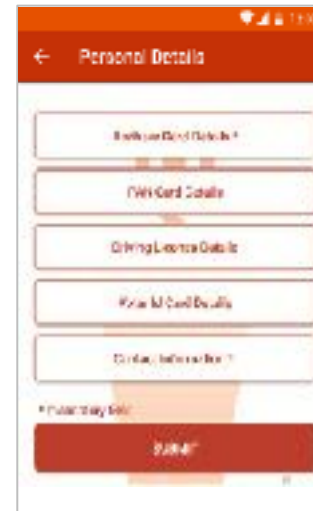 Personal Details
Aadhaar Card Details *
PAN Card Details
Driving License Details
Voter Id Card Details
Contact Information *
* mandatory field
SUBMIT